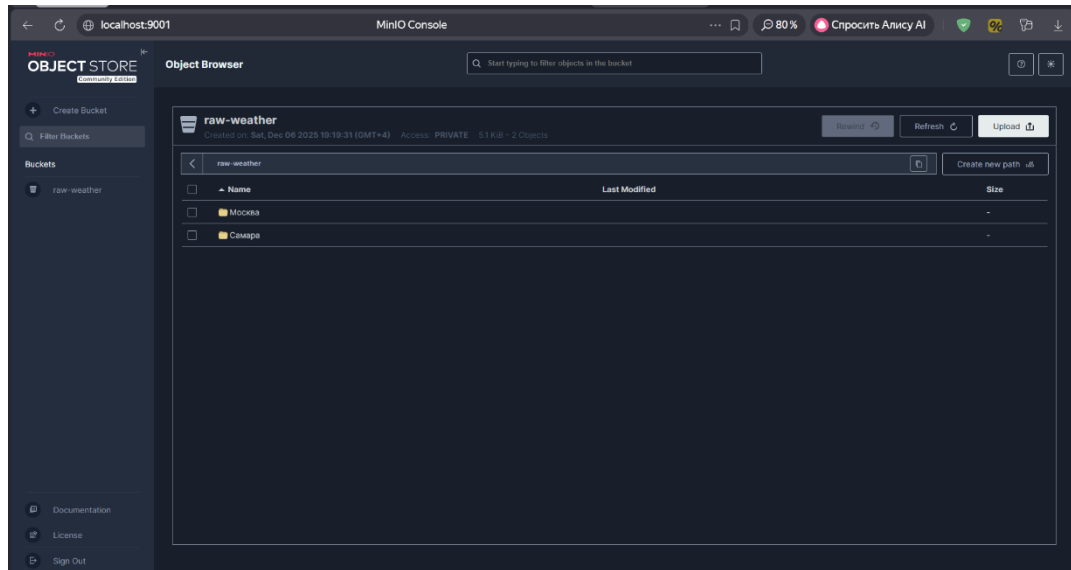 localhost:9001
MinIO Console
80 %
Спросить Алису AI
%
MINIO
OBJECT STORE
Community Edition
Object Browser
Start typing to filter objects in the bucket
Create Bucket
Filter Buckets
Buckets
raw-weather
raw-weather
Created on: Sat, Dec 06 2025 19:19:31 (GMT+4) Access: PRIVATE 5.1 KiB - 2 Objects
Rewind
Refresh
Upload
raw-weather
Create new path
Name
Last Modified
Size
Москва
-
Самара
-
Documentation
License
Sign Out